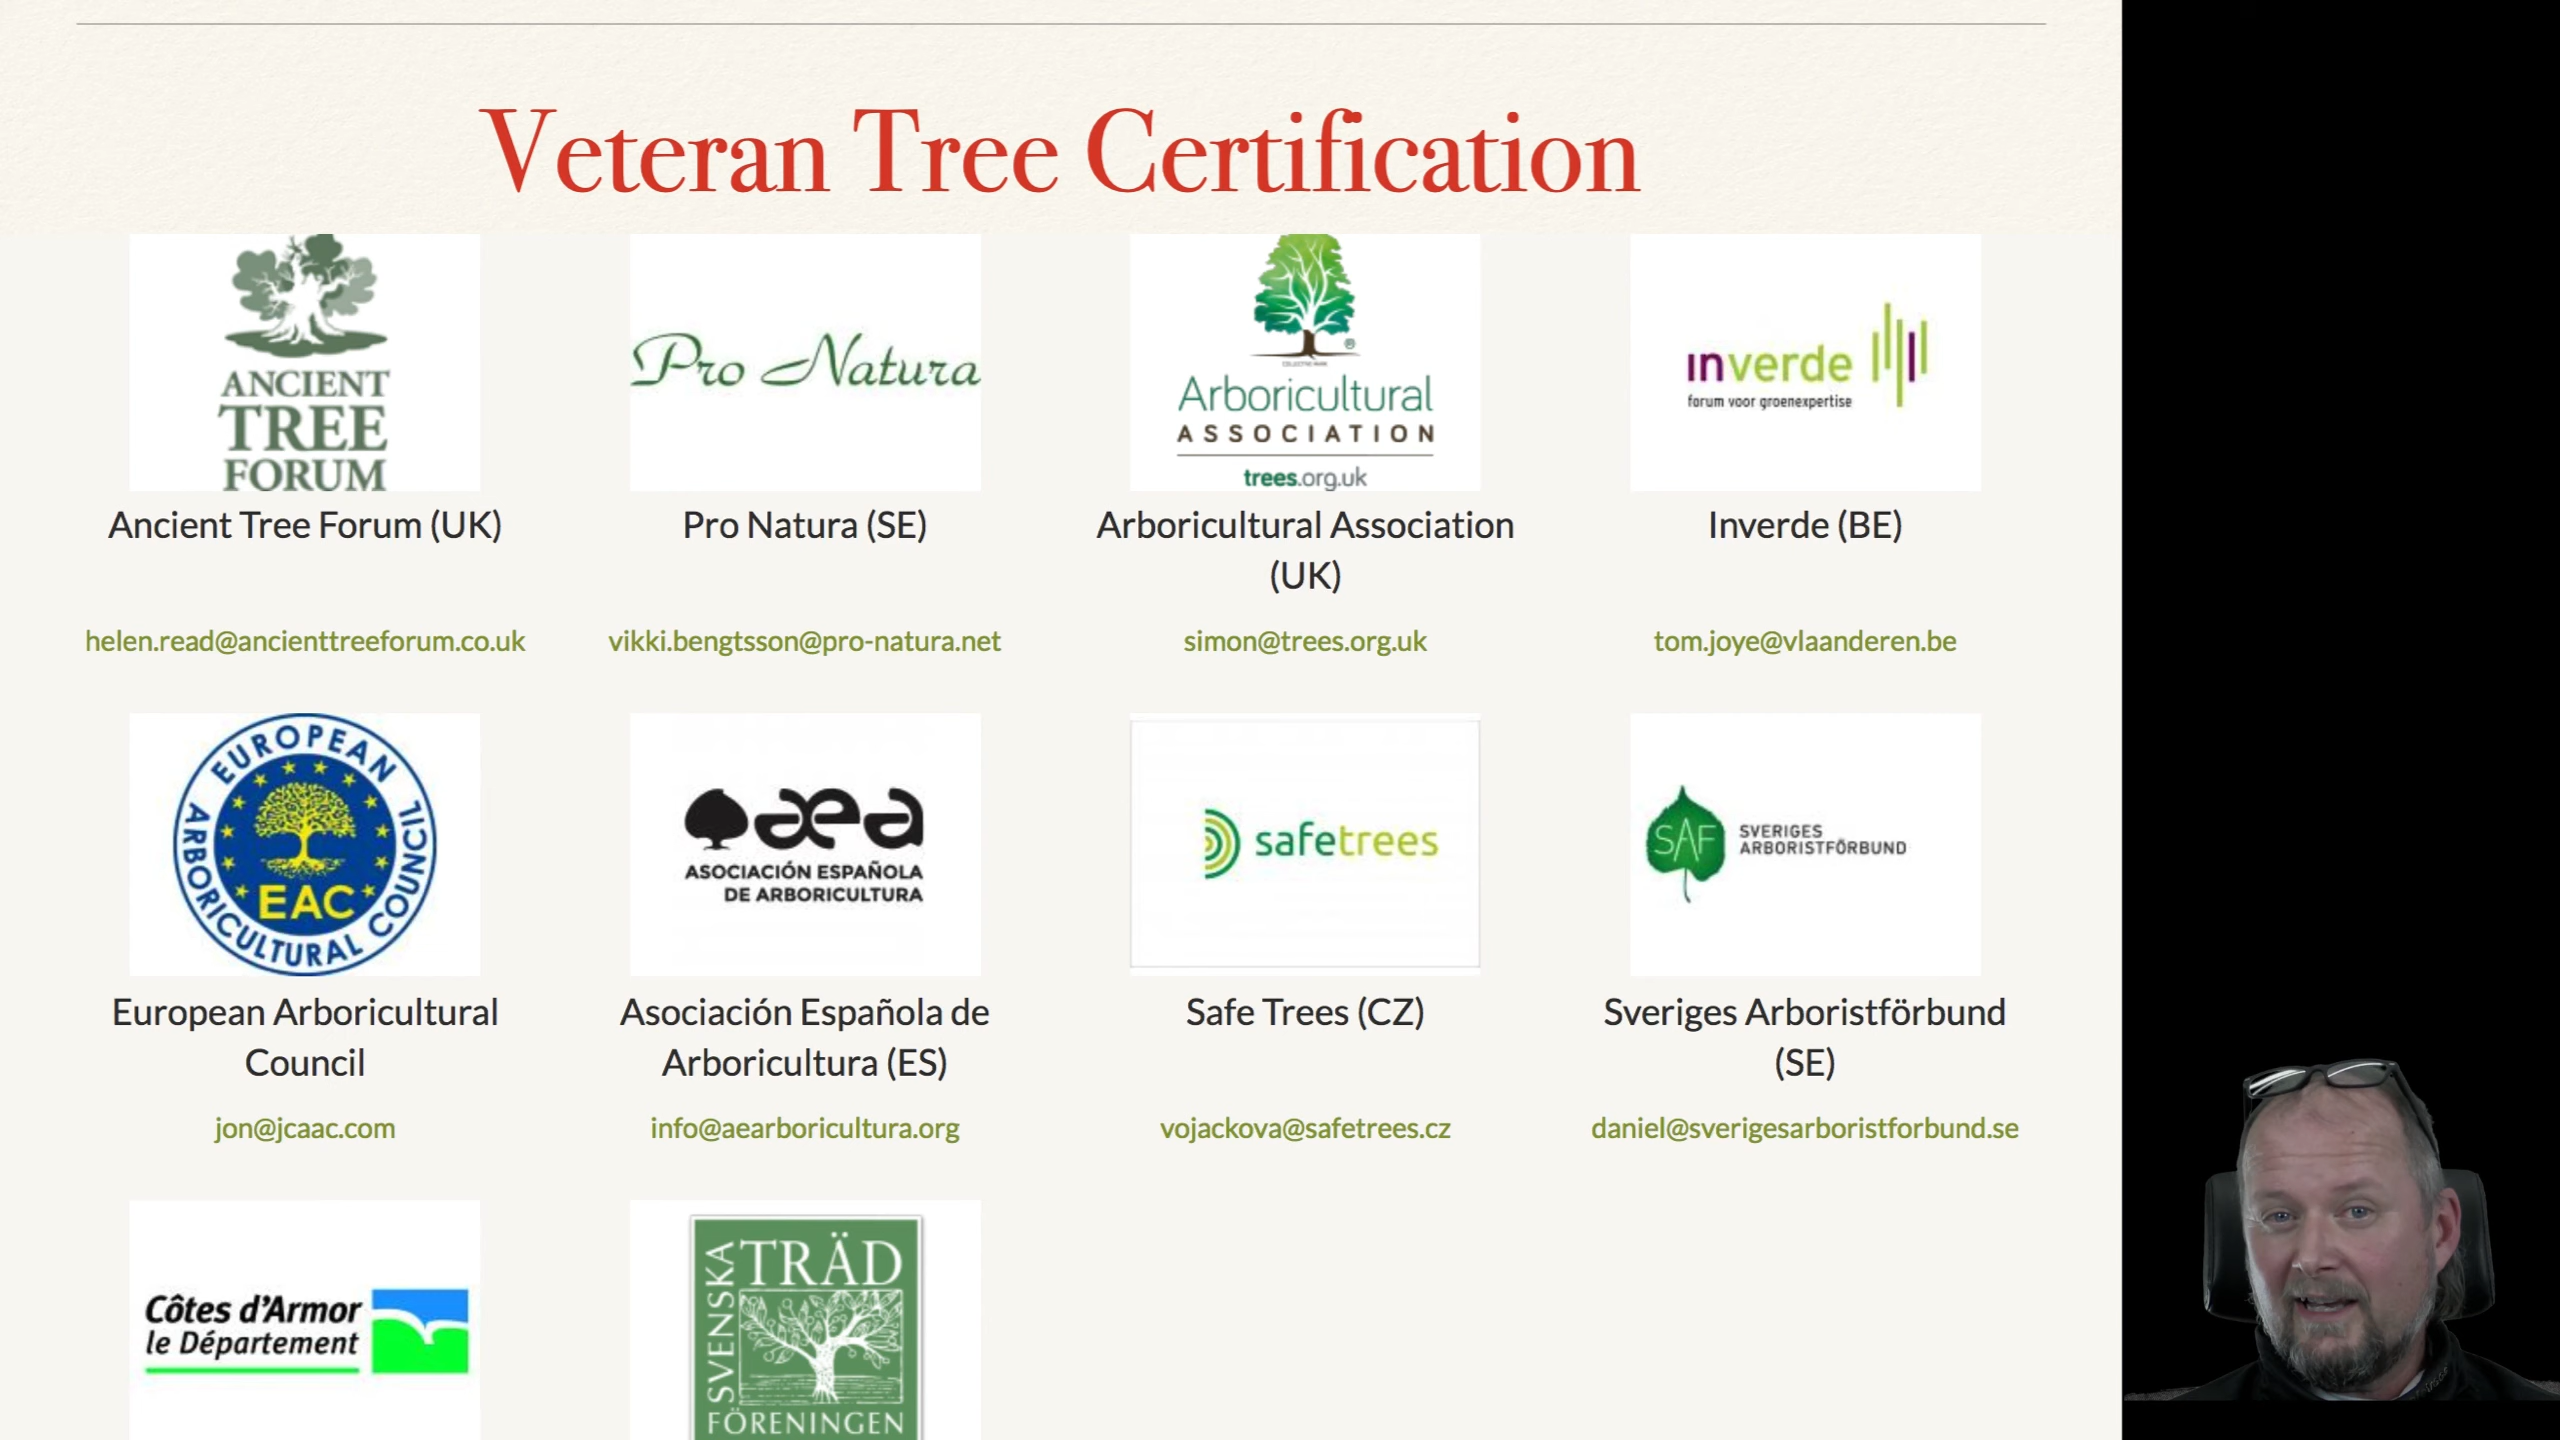 Veteran Tree Certification
ANCIENT
TREE
FORUM
Pro Natura
Arboricultural
ASSOCIATION
trees.org.uk
inverde
forum voor groenexpertise
Ancient Tree Forum (UK)
Pro Natura (SE)
Arboricultural Association
(UK)
Inverde (BE)
helen.read@ancienttreeforum.co.uk
vikki.bengtsson@pro-natura.net
simon@trees.org.uk
tom.joye@vlaanderen.be
EUROPEAN
ARBORICULTURAL COUNCIL
EAC
aea
ASOCIACIÓN ESPAÑOLA
DE ARBORICULTURA
safetrees
SAF
SVERIGES
ARBORISTFÖRBUND
European Arboricultural
Council
Asociación Española de
Arboricultura (ES)
Safe Trees (CZ)
Sveriges Arboristförbund
(SE)
jon@jcaac.com
info@aearboricultura.org
vojackova@safetrees.cz
daniel@sverigesarboristforbund.se
Côtes d'Armor
le Département
SVENSKA
TRÄD
FÖRENINGEN